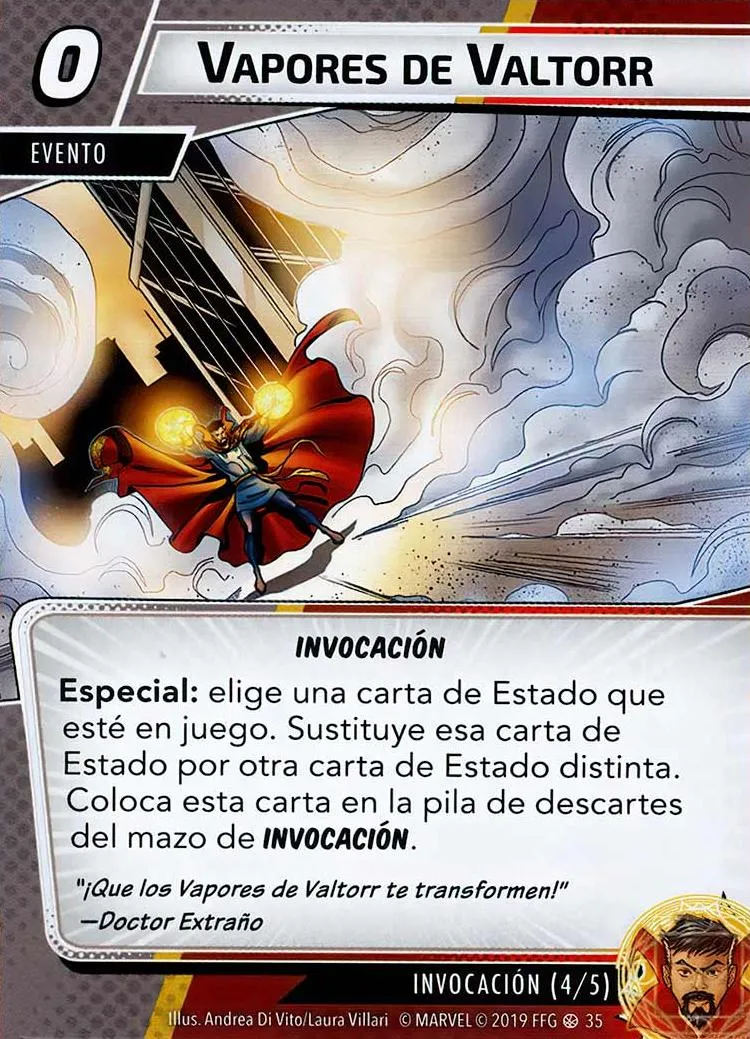 0
VAPORES DE VALTORR
EVENTO
INVOCACIÓN
Especial: elige una carta de Estado que
esté en juego. Sustituye esa carta de
Estado por otra carta de Estado distinta.
Coloca esta carta en la pila de descartes
del mazo de INVOCACIÓN.
"¡Que los Vapores de Valtorr te transformen!"
—Doctor Extraño
INVOCACIÓN (4/5)
Illus. Andrea Di Vito/Laura Villari © MARVEL © 2019 FFG 35